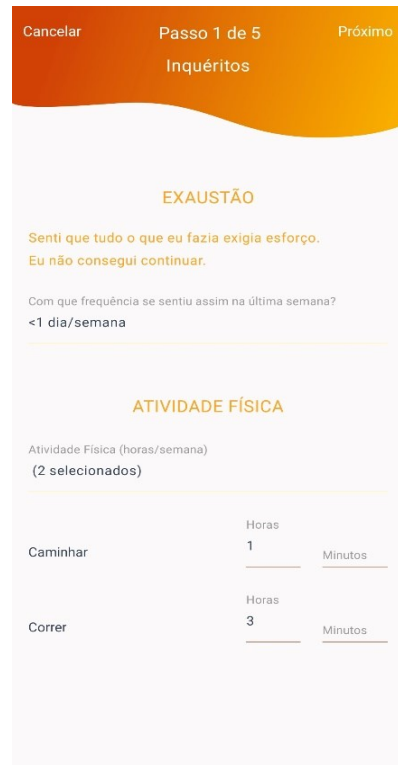 Cancelar
Passo 1 de 5
Próximo
Inquéritos
EXAUSTÃO
Senti que tudo o que eu fazia exigia esforço.
Eu não consegui continuar.
Com que frequência se sentiu assim na última semana?
<1 dia/semana
ATIVIDADE FÍSICA
Atividade Física (horas/semana)
(2 selecionados)
Horas
Caminhar
1
Minutos
Horas
Correr
3
Minutos